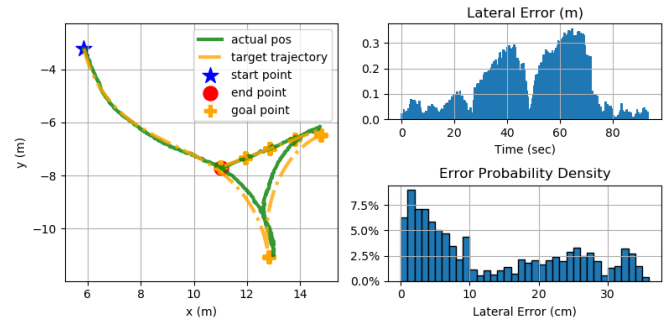 actual pos
target trajectory
start point
end point
goal point
−4
−6
−8
−10
y (m)
6
8
10
12
14
x (m)
Lateral Error (m)
0.3
0.2
0.1
0.0
0
20
40
60
80
Time (sec)
Error Probability Density
7.5%
5.0%
2.5%
0.0%
0
10
20
30
Lateral Error (cm)